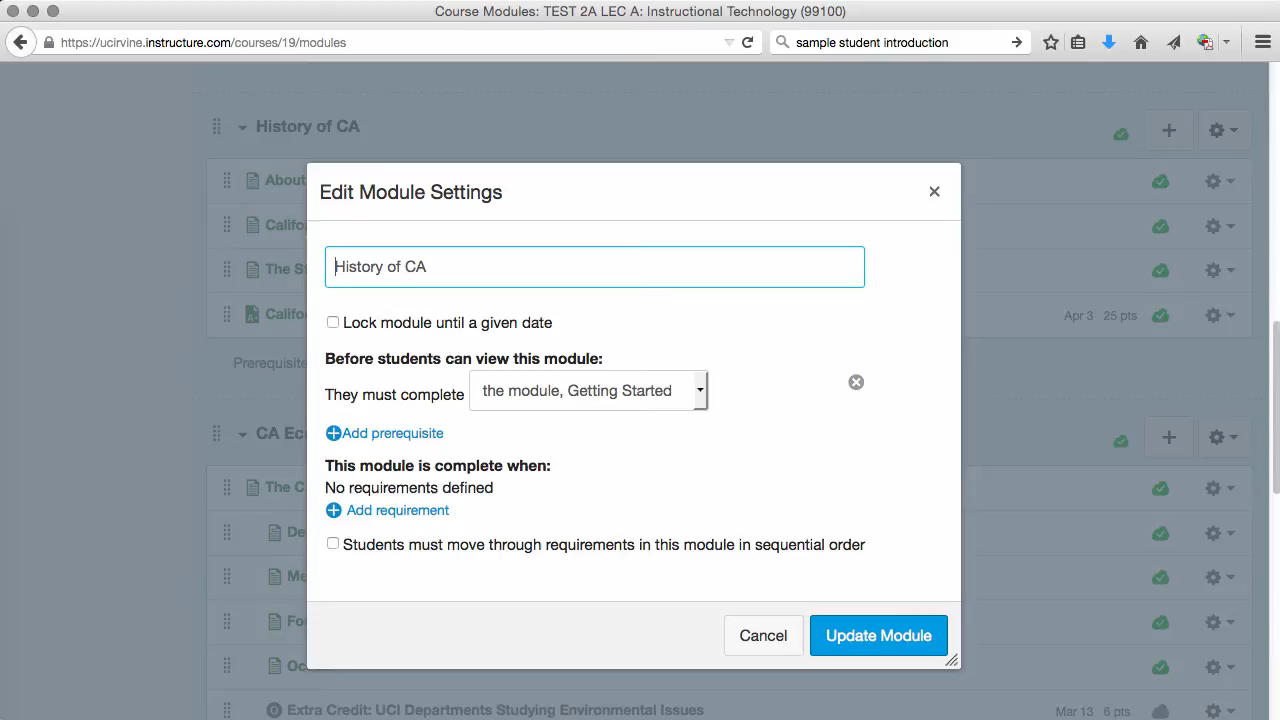 Course Modules: TEST 2A LEC A: Instructional Technology (99100)
https://ucirvine.instructure.com/courses/19/modules
sample student introduction
History of CA
About
Califo
The S
Califo
Apr 3 25 pts
Prerequisite
Edit Module Settings
History of CA
Lock module until a given date
Before students can view this module:
They must complete the module, Getting Started
Add prerequisite
This module is complete when:
No requirements defined
Add requirement
Students must move through requirements in this module in sequential order
Cancel Update Module
CA Ec
The C
De
Me
Fo
Oc
Extra Credit: UCI Departments Studying Environmental Issues
Mar 13 6 pts